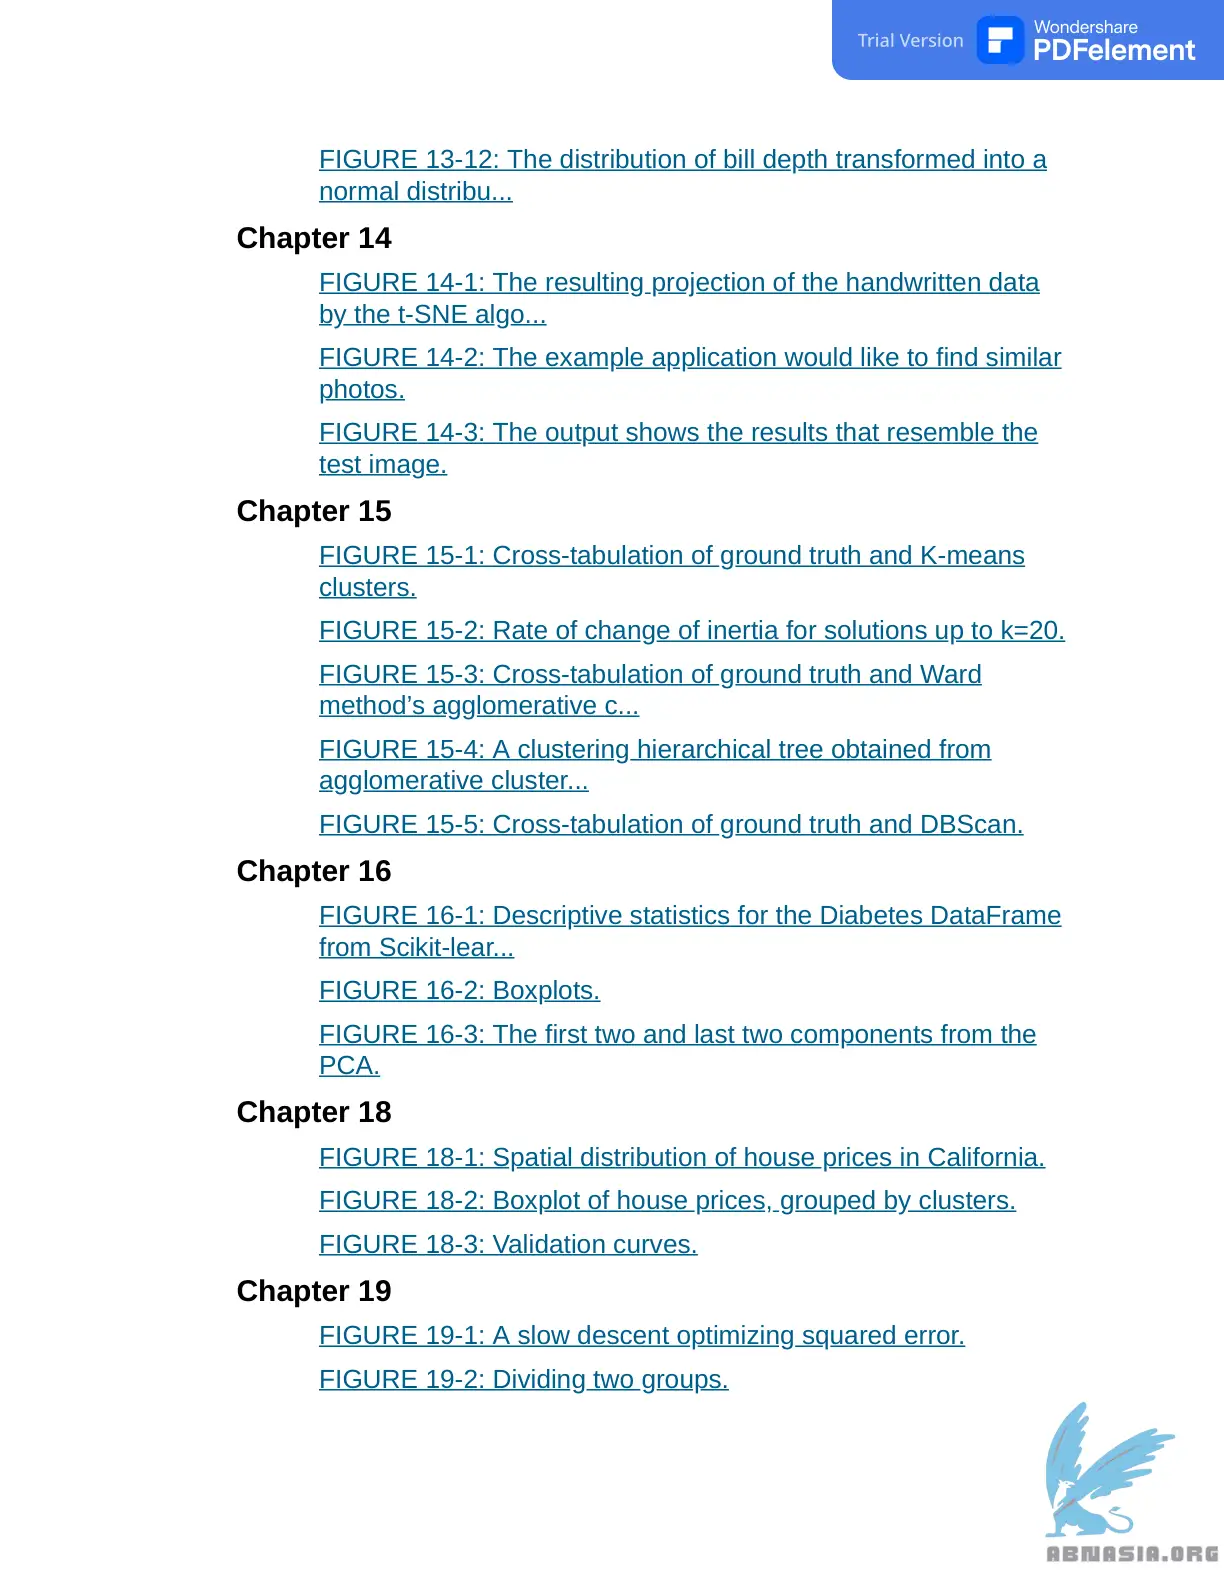 Trial Version
Wondershare
PDFelement
FIGURE 13-12: The distribution of bill depth transformed into a
normal distribu...
Chapter 14
FIGURE 14-1: The resulting projection of the handwritten data
by the t-SNE algo...
FIGURE 14-2: The example application would like to find similar
photos.
FIGURE 14-3: The output shows the results that resemble the
test image.
Chapter 15
FIGURE 15-1: Cross-tabulation of ground truth and K-means
clusters.
FIGURE 15-2: Rate of change of inertia for solutions up to k=20.
FIGURE 15-3: Cross-tabulation of ground truth and Ward
method’s agglomerative c...
FIGURE 15-4: A clustering hierarchical tree obtained from
agglomerative cluster...
FIGURE 15-5: Cross-tabulation of ground truth and DBScan.
Chapter 16
FIGURE 16-1: Descriptive statistics for the Diabetes DataFrame
from Scikit-lear...
FIGURE 16-2: Boxplots.
FIGURE 16-3: The first two and last two components from the
PCA.
Chapter 18
FIGURE 18-1: Spatial distribution of house prices in California.
FIGURE 18-2: Boxplot of house prices, grouped by clusters.
FIGURE 18-3: Validation curves.
Chapter 19
FIGURE 19-1: A slow descent optimizing squared error.
FIGURE 19-2: Dividing two groups.
ABNASIA.ORG